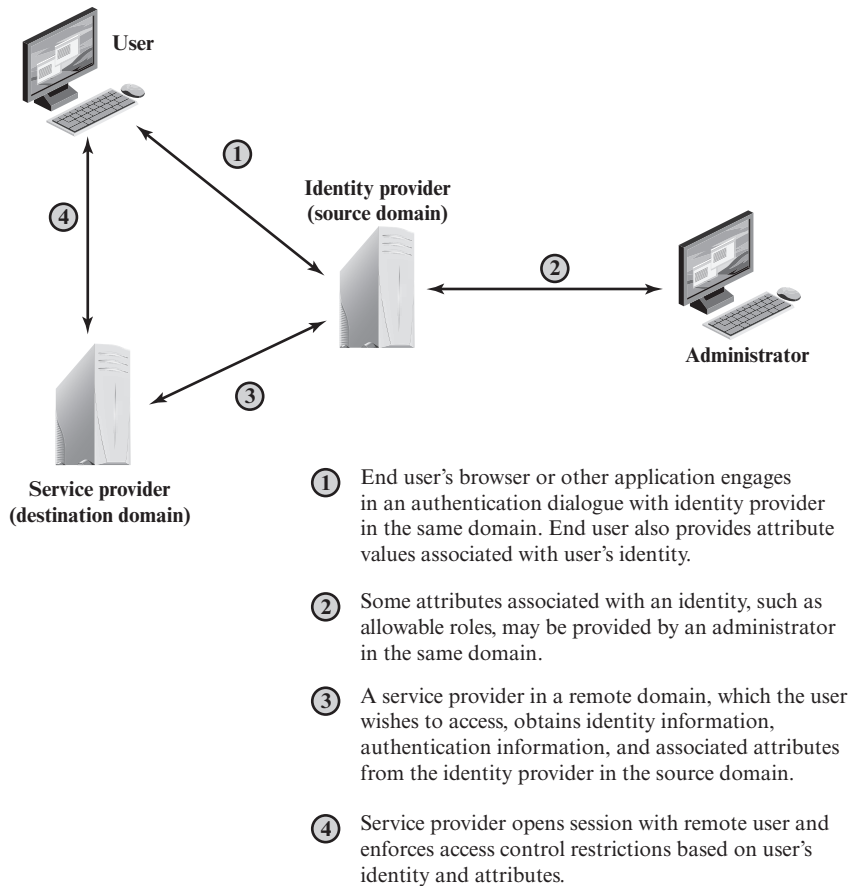 User
1
Identity provider
(source domain)
4
2
Administrator
3
Service provider
(destination domain)
1 End user’s browser or other application engages
in an authentication dialogue with identity provider
in the same domain. End user also provides attribute
values associated with user’s identity.
2 Some attributes associated with an identity, such as
allowable roles, may be provided by an administrator
in the same domain.
3 A service provider in a remote domain, which the user
wishes to access, obtains identity information,
authentication information, and associated attributes
from the identity provider in the source domain.
4 Service provider opens session with remote user and
enforces access control restrictions based on user’s
identity and attributes.